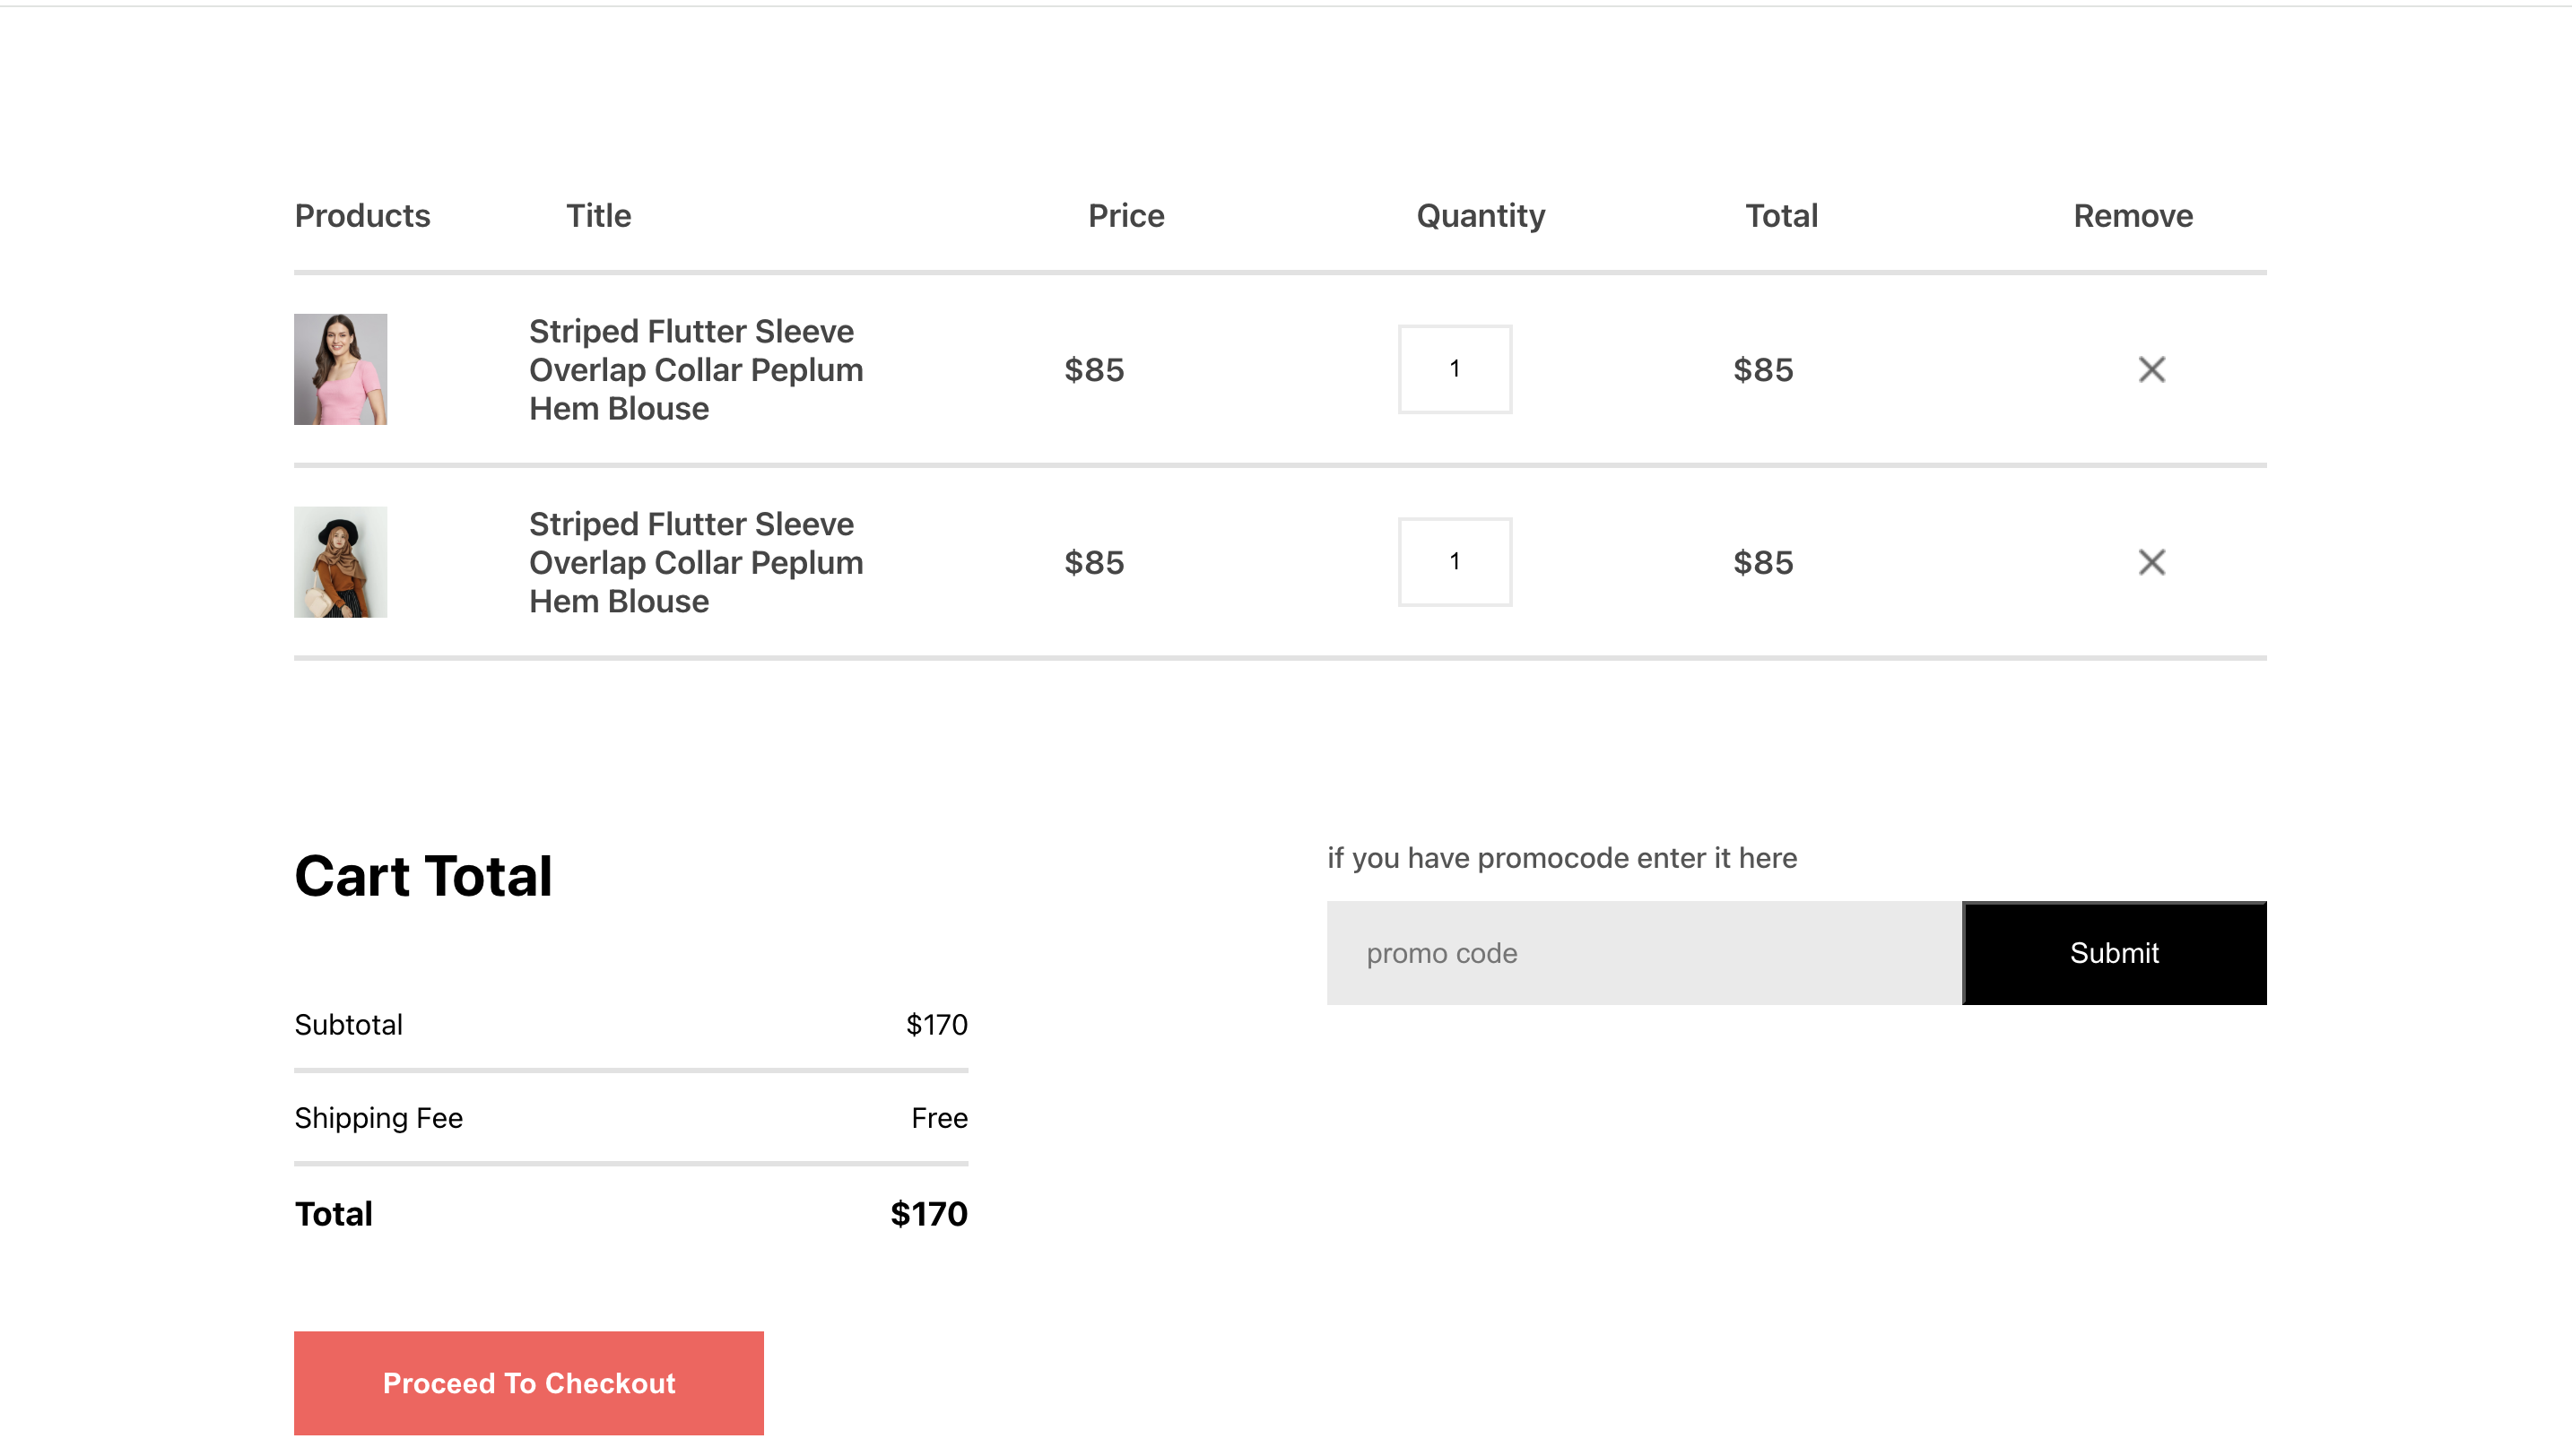 Products Title Price Quantity Total Remove
Striped Flutter Sleeve
Overlap Collar Peplum
Hem Blouse
$85 1 $85
Striped Flutter Sleeve
Overlap Collar Peplum
Hem Blouse
$85 1 $85
Cart Total
Subtotal $170
Shipping Fee Free
Total $170
Proceed To Checkout
if you have promocode enter it here
promo code Submit